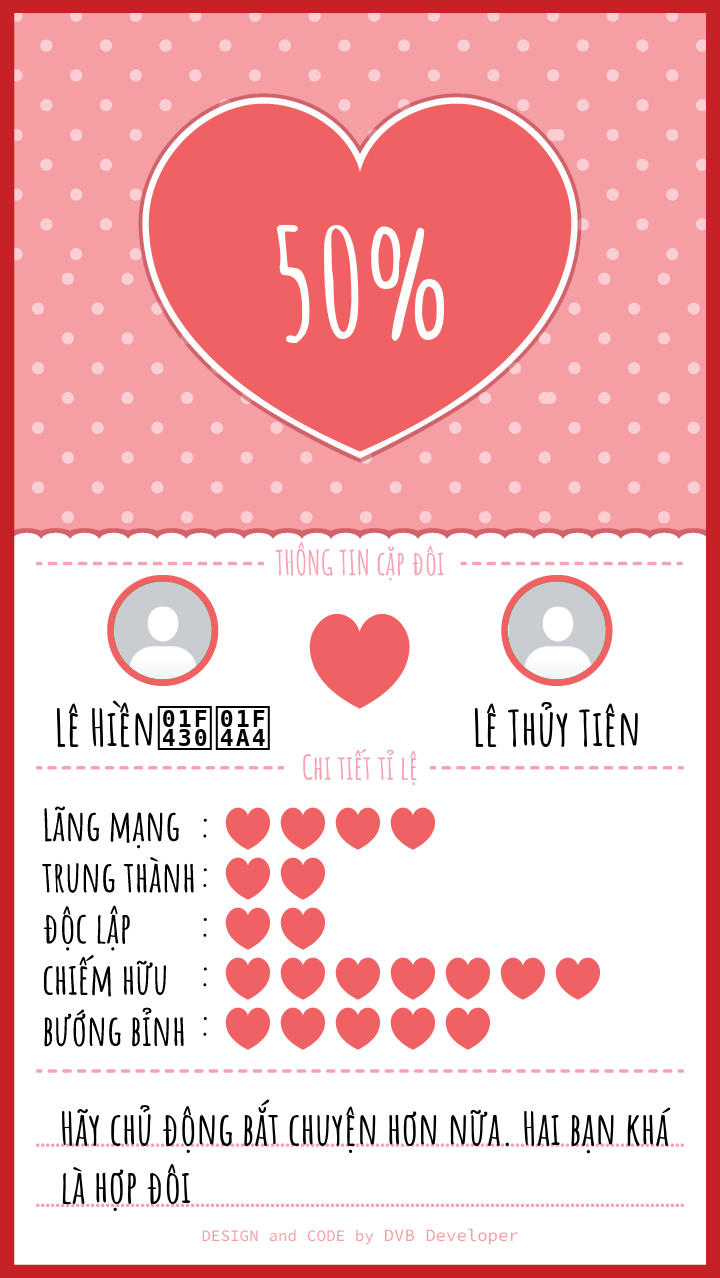 50%
THÔNG TIN CẶP ĐÔI
LÊ HIỀN🐰💤
LÊ THỦY TIÊN
CHI TIẾT TỈ LỆ
LÃNG MẠNG :
TRUNG THÀNH :
ĐỘC LẬP :
CHIẾM HỮU :
BƯỚNG BỈNH :
HÃY CHỦ ĐỘNG BẮT CHUYỆN HƠN NỮA. HAI BẠN KHÁ
LÀ HỢP ĐÔI
DESIGN and CODE by DVB Developer